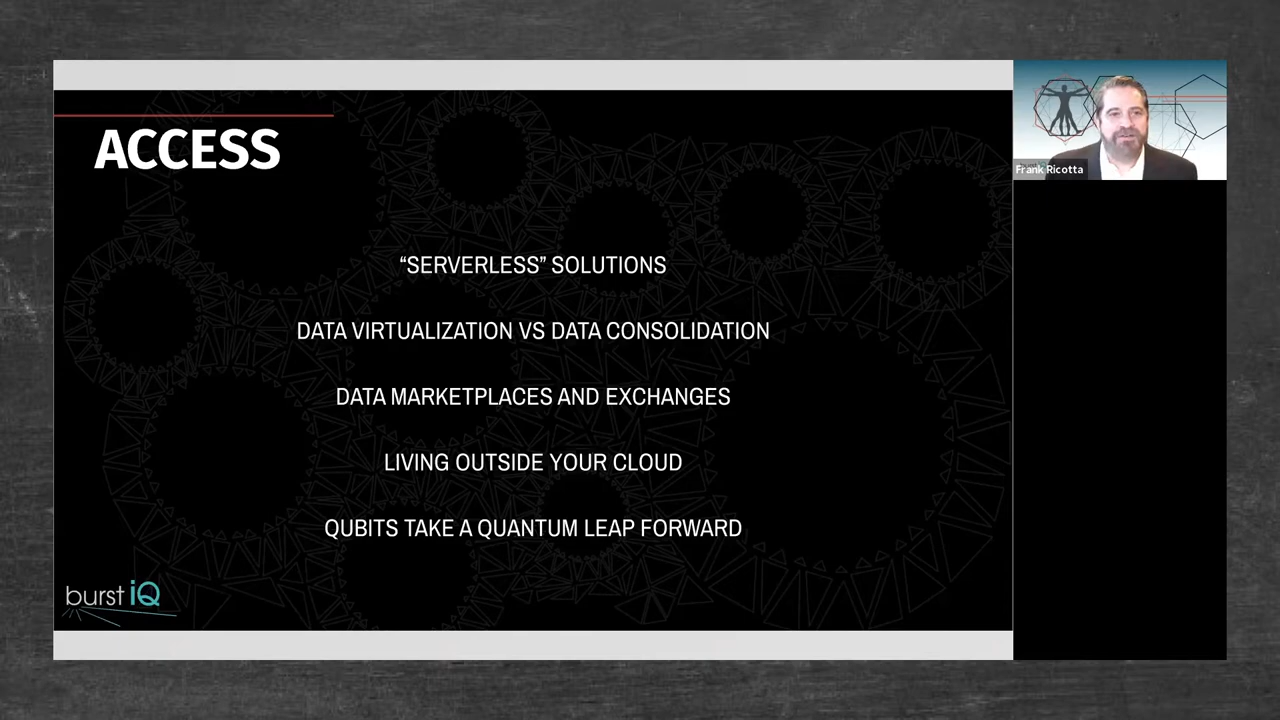 ACCESS
“SERVERLESS” SOLUTIONS
DATA VIRTUALIZATION VS DATA CONSOLIDATION
DATA MARKETPLACES AND EXCHANGES
LIVING OUTSIDE YOUR CLOUD
QUBITS TAKE A QUANTUM LEAP FORWARD
burst iQ
Frank Ricotta